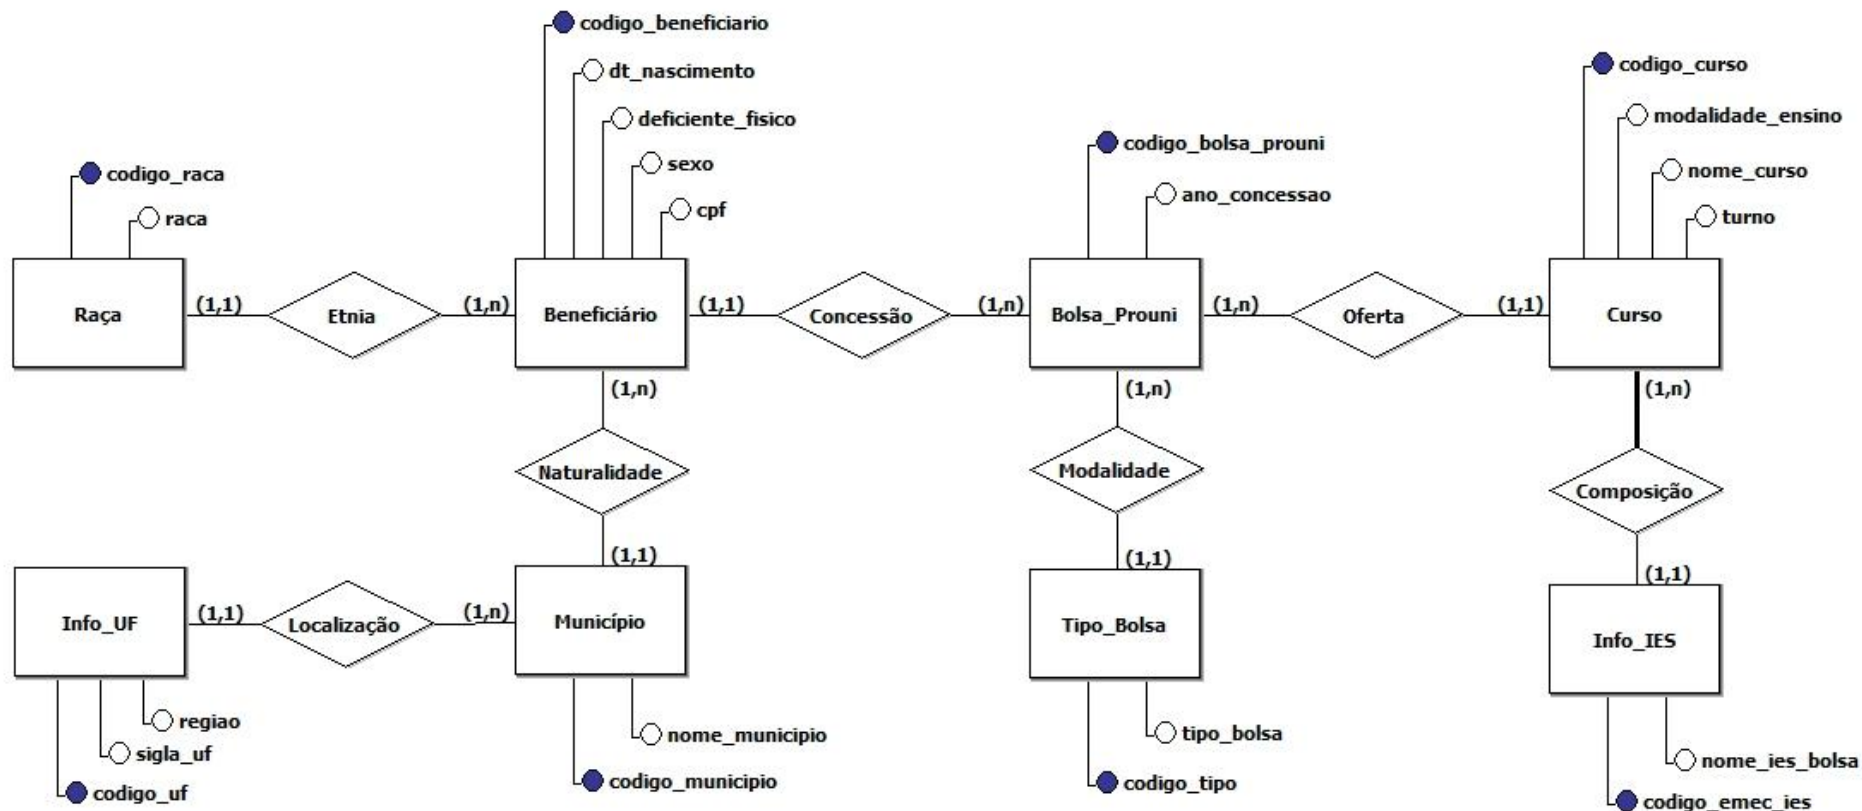 codigo_beneficiario
dt_nascimento
deficiente_fisico
sexo
cpf
codigo_raca
raca
codigo_bolsa_prouni
ano_concessao
codigo_curso
modalidade_ensino
nome_curso
turno
Raça
(1,1)
Etnia
(1,n)
Beneficiário
(1,1)
Concessão
(1,n)
Bolsa_Prouni
(1,n)
Oferta
(1,1)
Curso
(1,n)
Naturalidade
(1,1)
(1,n)
Modalidade
(1,1)
(1,n)
Composição
(1,1)
Info_UF
(1,1)
Localização
(1,n)
Município
Tipo_Bolsa
Info_IES
regiao
sigla_uf
codigo_uf
nome_municipio
codigo_municipio
tipo_bolsa
codigo_tipo
nome_ies_bolsa
codigo_emec_ies